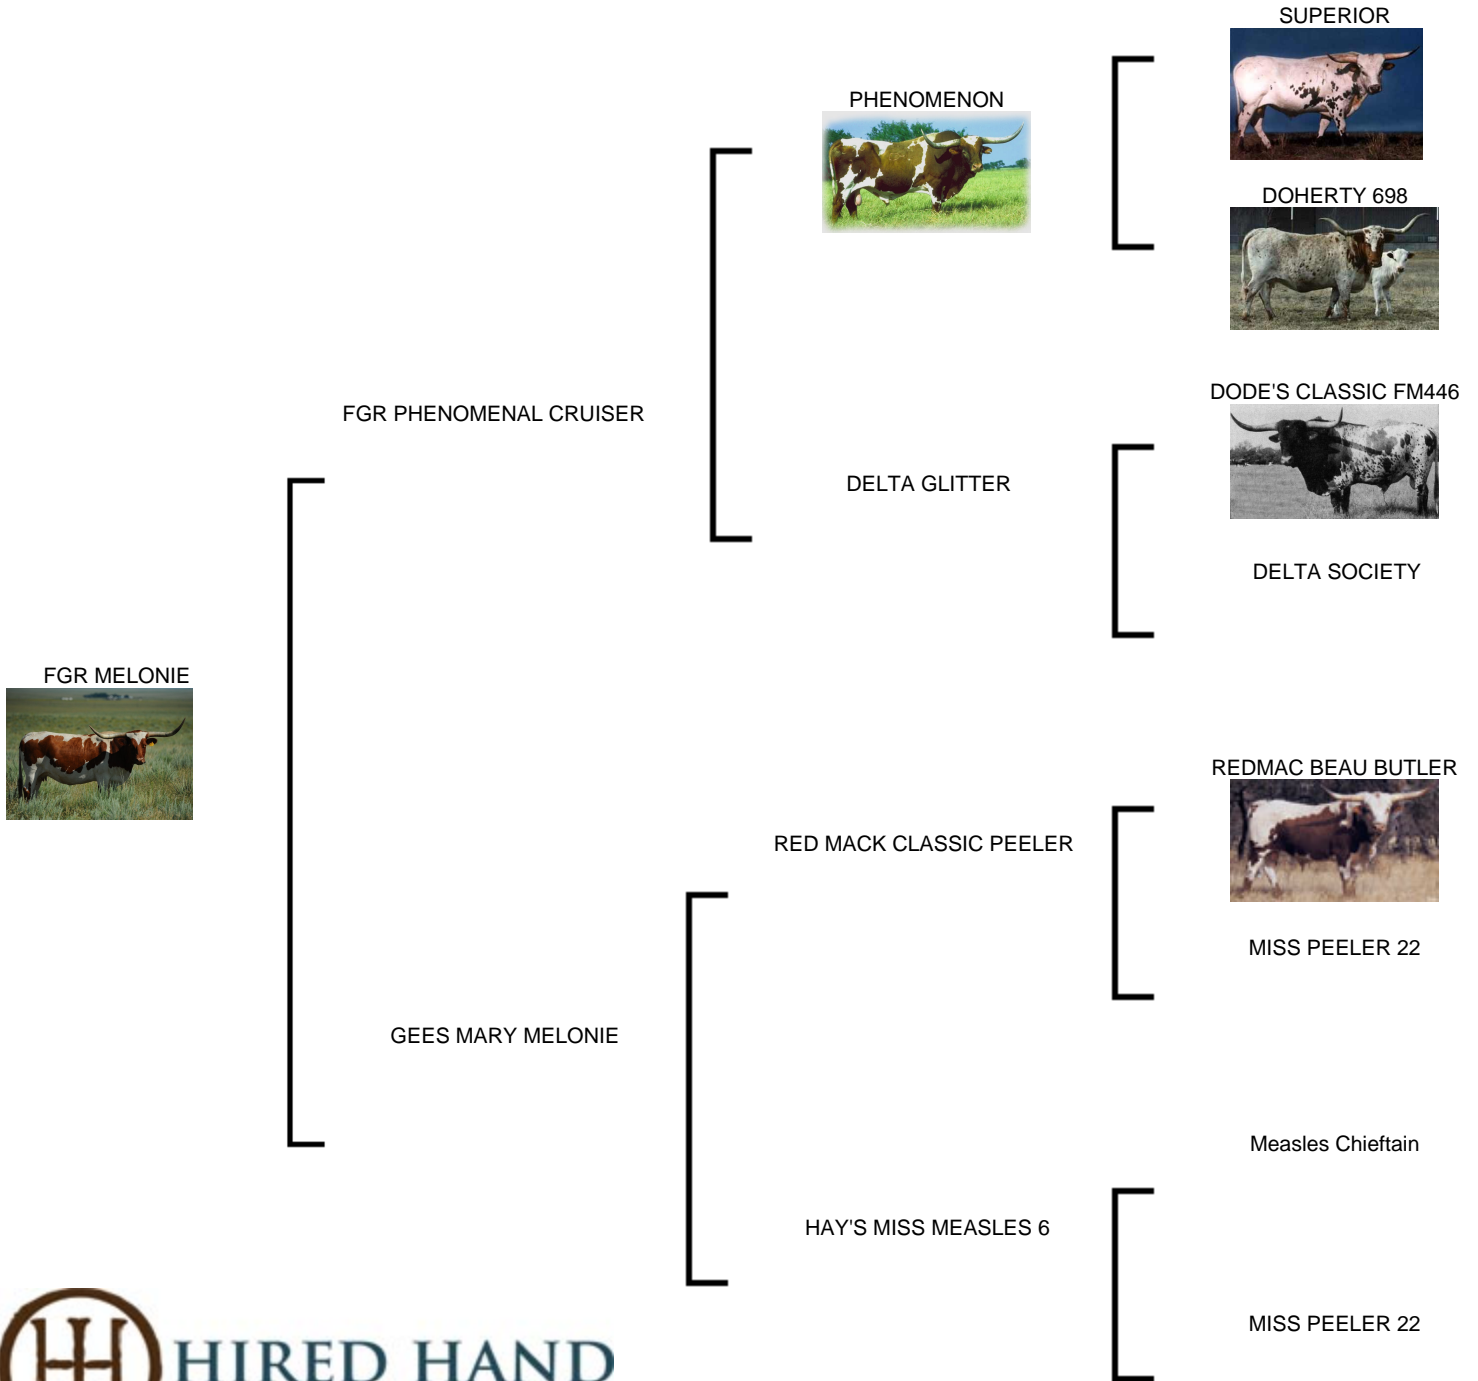 SUPERIOR
PHENOMENON
DOHERTY 698
DODE'S CLASSIC FM446
FGR PHENOMENAL CRUISER
DELTA GLITTER
DELTA SOCIETY
FGR MELONIE
REDMAC BEAU BUTLER
RED MACK CLASSIC PEELER
MISS PEELER 22
GEES MARY MELONIE
Measles Chieftain
HAY'S MISS MEASLES 6
MISS PEELER 22
HIRED HAND